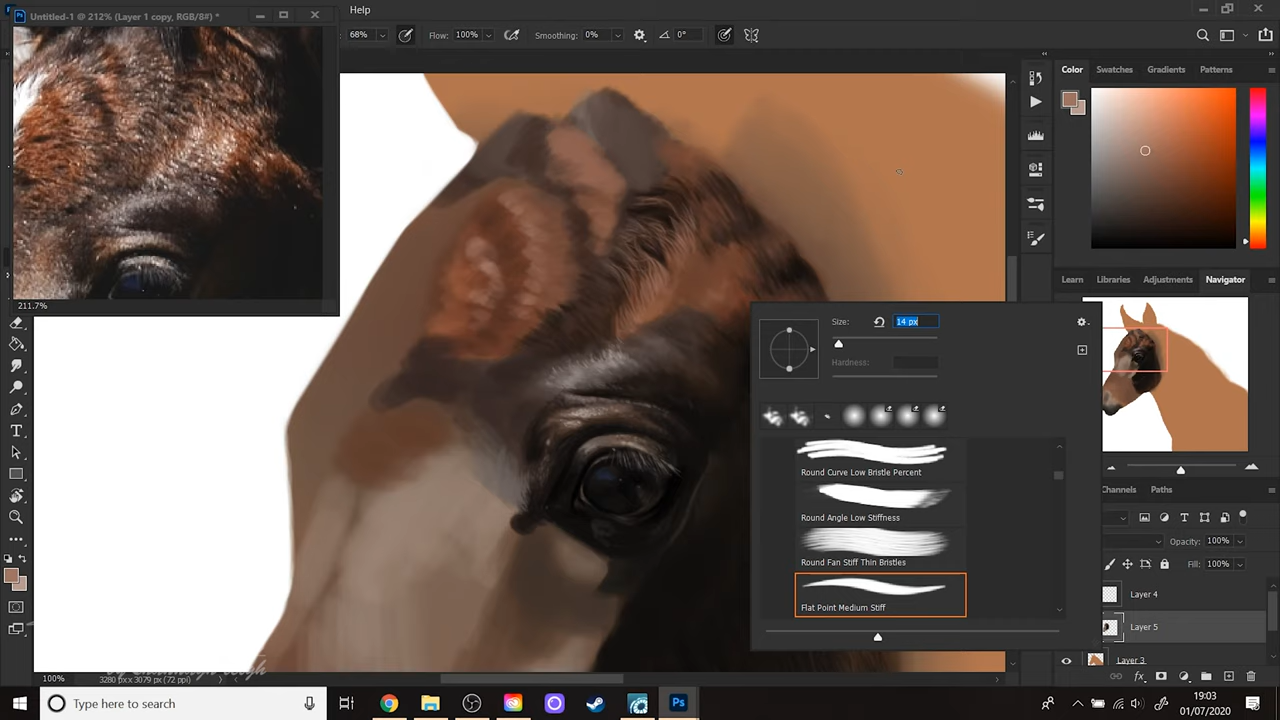 Untitled-1 @ 212% (Layer 1 copy, RGB/8#) *
Help
68%
Flow: 100%
Smoothing: 0%
0°
211.7%
Color
Swatches
Gradients
Patterns
Learn
Libraries
Adjustments
Navigator
Size:
14 px
Hardness:
Round Curve Low Bristle Percent
Round Angle Low Stiffness
Round Fan Stiff Thin Bristles
Flat Point Medium Stiff
Channels
Paths
Opacity: 100%
Fill: 100%
Layer 4
Layer 5
Layer 3
fx
100%
3280 px x 3079 px (72 ppi)
Type here to search
Ps
19:03
01/07/2020